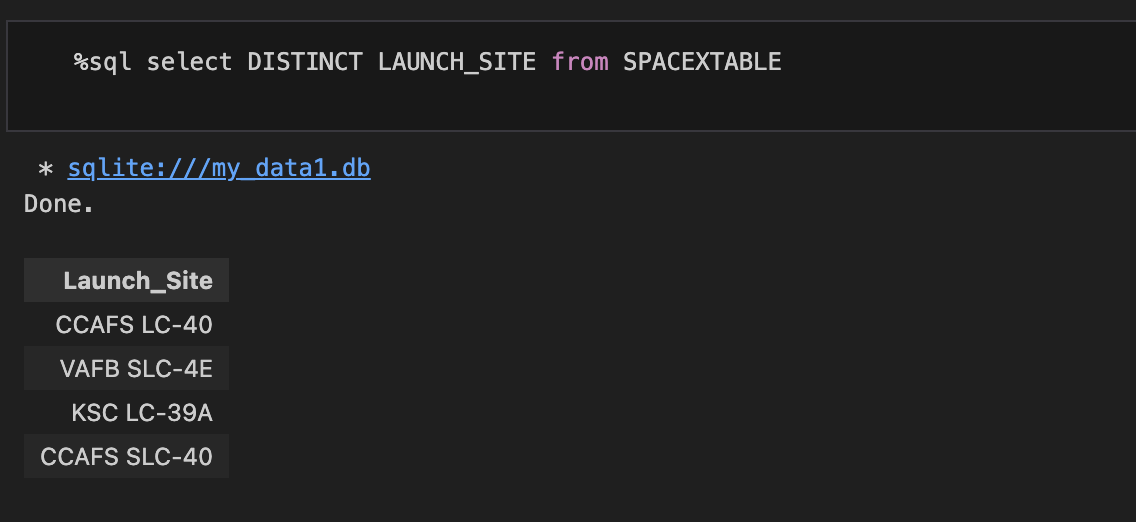 %sql select DISTINCT LAUNCH_SITE from SPACEXTABLE
* sqlite:///my_data1.db
Done.
Launch_Site
CCAFS LC-40
VAFB SLC-4E
KSC LC-39A
CCAFS SLC-40